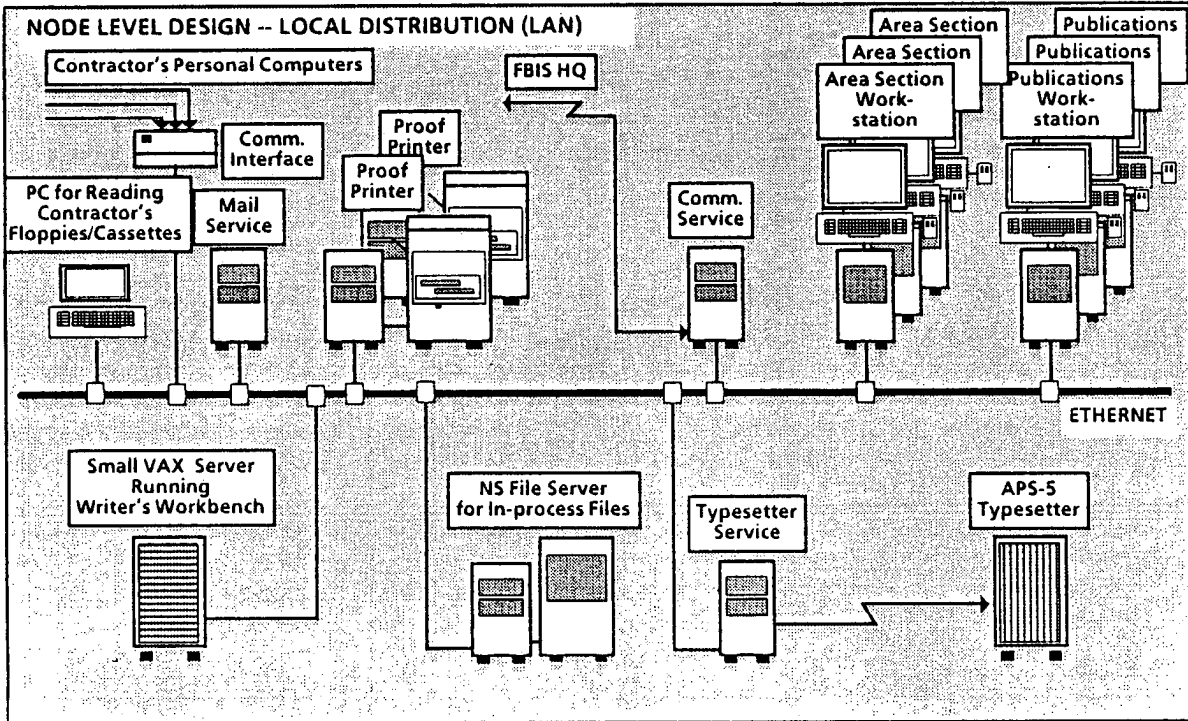 NODE LEVEL DESIGN -- LOCAL DISTRIBUTION (LAN)
Contractor's Personal Computers
Comm.
Interface
PC for Reading
Contractor's
Floppies/Cassettes
Mail
Service
Proof
Printer
Proof
Printer
FBIS HQ
Comm.
Service
Area Section
Area Section
Area Section
Work-
station
Publications
Publications
Publications
Work-
station
ETHERNET
Small VAX Server
Running
Writer's Workbench
NS File Server
for In-process Files
Typesetter
Service
APS-5
Typesetter